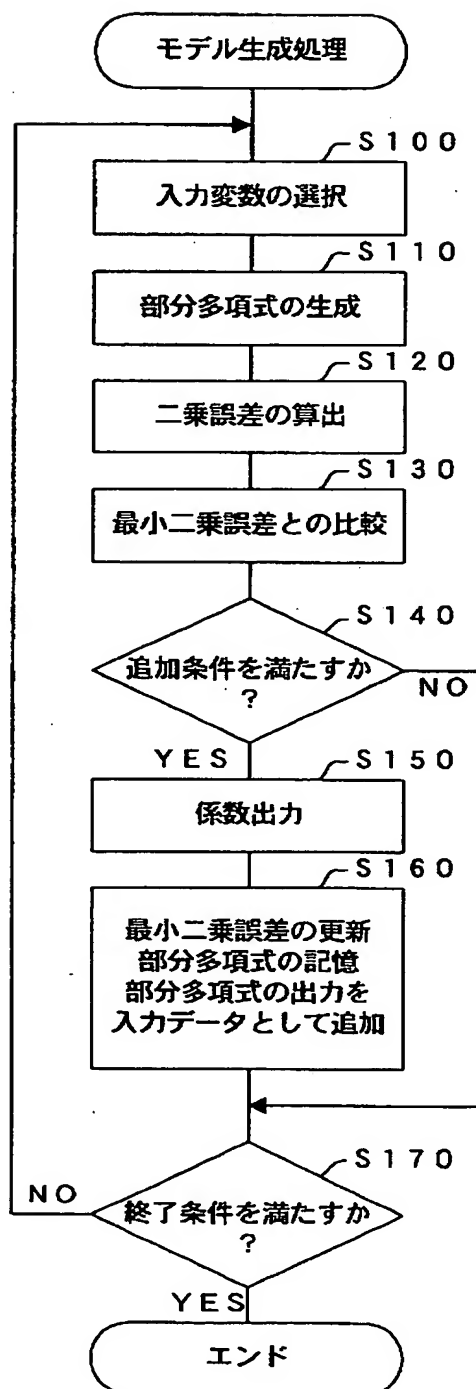 モデル生成処理
S100
入力変数の選択
S110
部分多項式の生成
S120
二乗誤差の算出
S130
最小二乗誤差との比較
S140
追加条件を満たすか
?
NO
YES
S150
係数出力
S160
最小二乗誤差の更新
部分多項式の記憶
部分多項式の出力を
入力データとして追加
S170
NO
終了条件を満たすか
?
YES
エンド